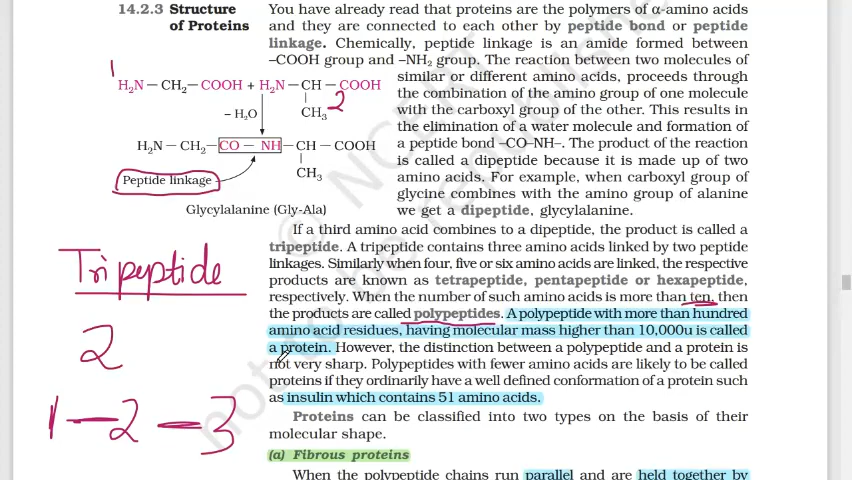 14.2.3 Structure of Proteins
You have already read that proteins are the polymers of α-amino acids
and they are connected to each other by peptide bond or peptide
linkage. Chemically, peptide linkage is an amide formed between
–COOH group and –NH₂ group. The reaction between two molecules of
similar or different amino acids, proceeds through
the combination of the amino group of one molecule
with the carboxyl group of the other. This results in
the elimination of a water molecule and formation of
a peptide bond –CO–NH–. The product of the reaction
is called a dipeptide because it is made up of two
amino acids. For example, when carboxyl group of
glycine combines with the amino group of alanine
we get a dipeptide, glycylalanine.
1
H₂N – CH₂ – COOH + H₂N – CH – COOH
CH₃ 2
– H₂O
H₂N – CH₂ – CO – NH – CH – COOH
CH₃
Peptide linkage
Glycylalanine (Gly-Ala)
If a third amino acid combines to a dipeptide, the product is called a
tripeptide. A tripeptide contains three amino acids linked by two peptide
linkages. Similarly when four, five or six amino acids are linked, the respective
products are known as tetrapeptide, pentapeptide or hexapeptide,
respectively. When the number of such amino acids is more than ten, then
the products are called polypeptides. A polypeptide with more than hundred
amino acid residues, having molecular mass higher than 10,000u is called
a protein. However, the distinction between a polypeptide and a protein is
not very sharp. Polypeptides with fewer amino acids are likely to be called
proteins if they ordinarily have a well defined conformation of a protein such
as insulin which contains 51 amino acids.
Tripeptide
2
1 – 2 – 3
Proteins can be classified into two types on the basis of their
molecular shape.
(a) Fibrous proteins
When the polypeptide chains run parallel and are held together by
© NCERT
not to be republished